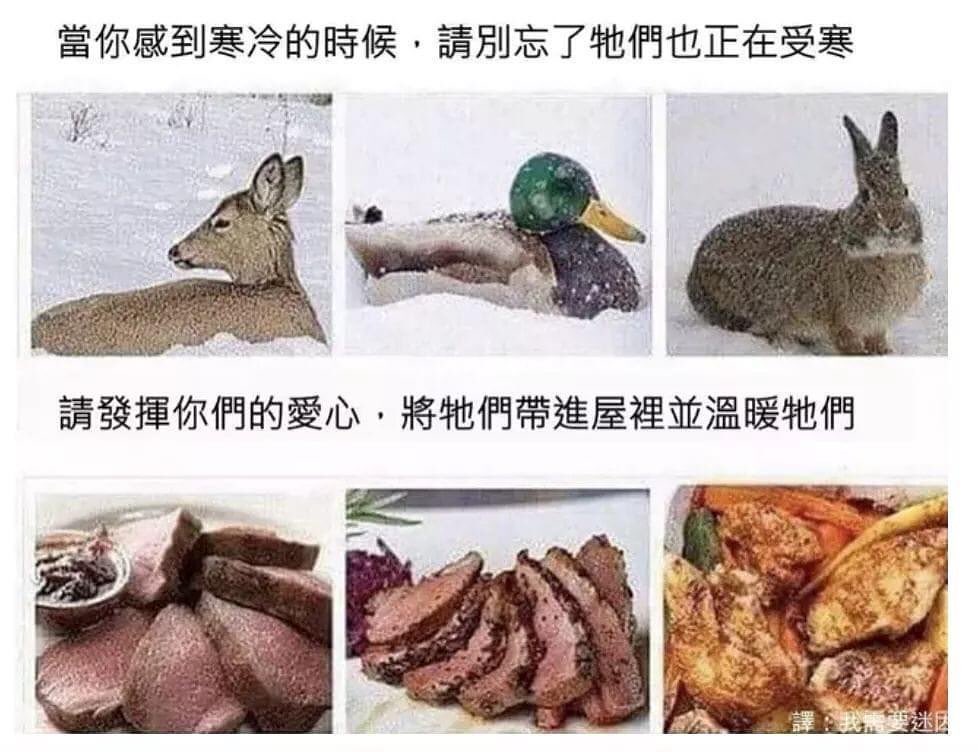 當你感到寒冷的時候，請別忘了牠們也正在受寒
請發揮你們的愛心，將牠們帶進屋裡並溫暖牠們
譯：我需要迷因